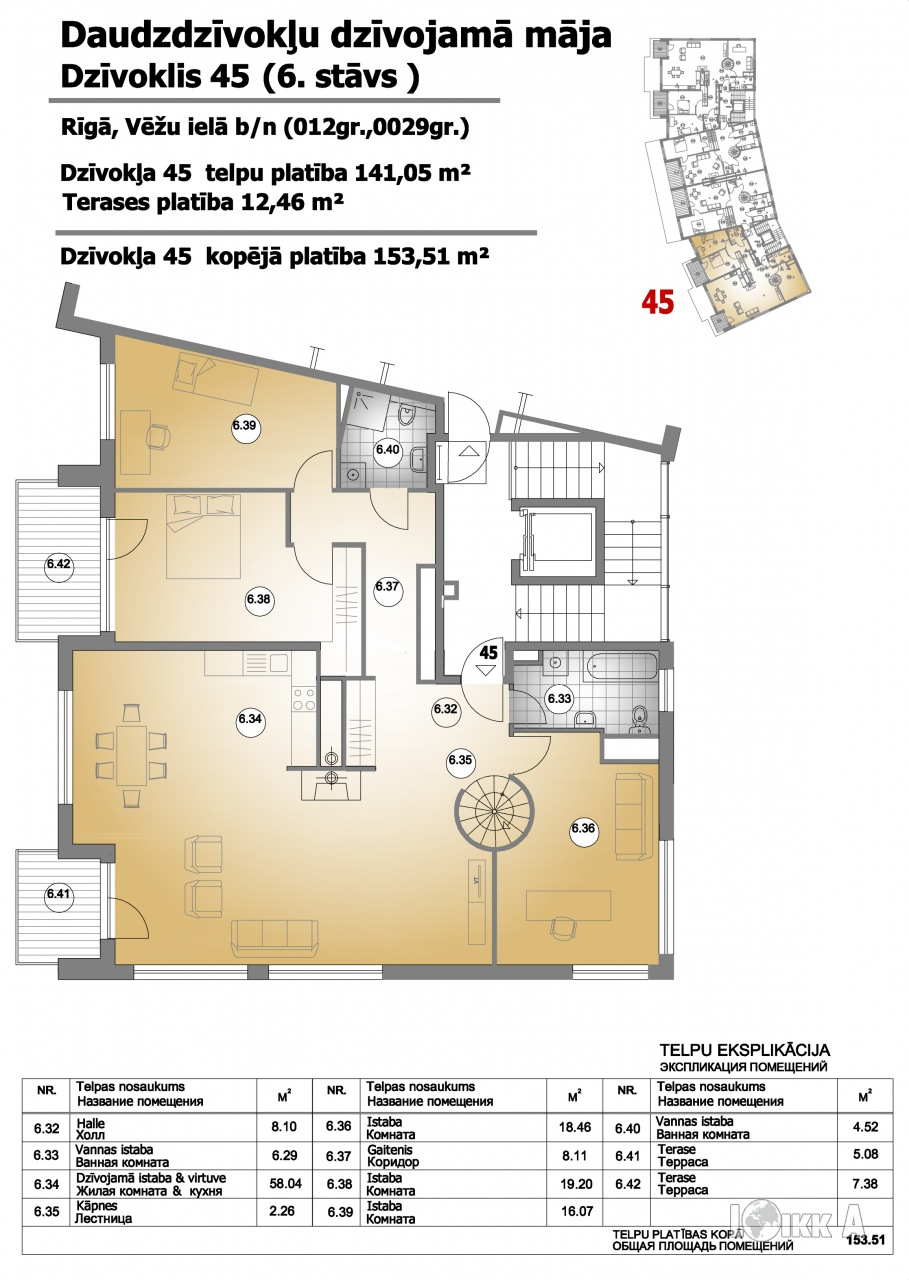 Daudzdzīvokļu dzīvojamā māja
Dzīvoklis 45 (6. stāvs )
Rīgā, Vēžu ielā b/n (012gr.,0029gr.)
Dzīvokļa 45 telpu platība 141,05 m²
Terases platība 12,46 m²
Dzīvokļa 45 kopējā platība 153,51 m²
45
6.39
6.40
6.42
6.38
6.37
45
6.33
6.34
6.32
6.35
6.36
6.41
TELPU EKSPLIKĀCIJA
ЭКСПЛИКАЦИЯ ПОМЕЩЕНИЙ
NR. Telpas nosaukums Название помещения M² NR. Telpas nosaukums Название помещения M² NR. Telpas nosaukums Название помещения M²
6.32 Halle Холл 8.10 6.36 Istaba Комната 18.46 6.40 Vannas istaba Ванная комната 4.52
6.33 Vannas istaba Ванная комната 6.29 6.37 Gaitenis Коридор 8.11 6.41 Terase Терраса 5.08
6.34 Dzīvojamā istaba & virtuve Жилая комната & кухня 58.04 6.38 Istaba Комната 19.20 6.42 Terase Терраса 7.38
6.35 Kāpnes Лестница 2.26 6.39 Istaba Комната 16.07
TELPU PLATĪBAS KOPĀ
ОБЩАЯ ПЛОЩАДЬ ПОМЕЩЕНИЙ
153.51